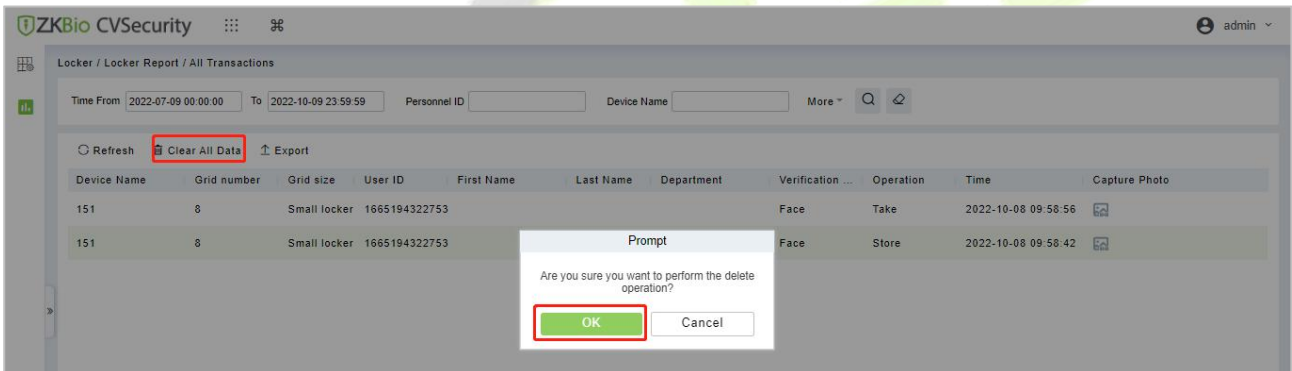 ZKBio CVSecurity admin
Locker / Locker Report / All Transactions
Time From 2022-07-09 00:00:00 To 2022-10-09 23:59:59 Personnel ID Device Name More
Refresh Clear All Data Export
Device Name Grid number Grid size User ID First Name Last Name Department Verification ... Operation Time Capture Photo
151 8 Small locker 1665194322753 Face Take 2022-10-08 09:58:56
151 8 Small locker 1665194322753 Face Store 2022-10-08 09:58:42
Prompt
Are you sure you want to perform the delete
operation?
OK Cancel